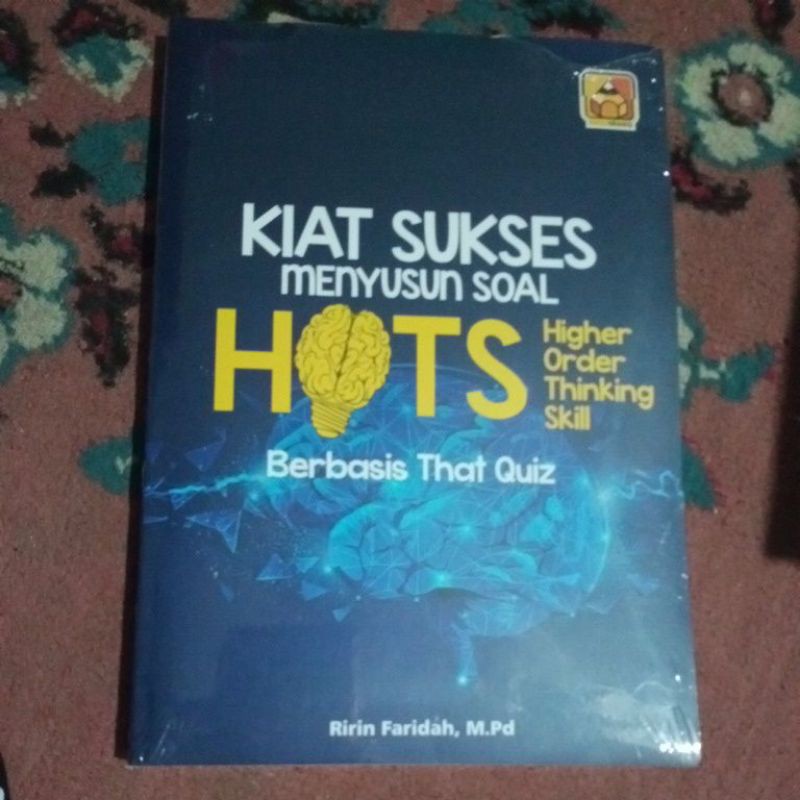 KIAT SUKSES
MENYUSUN SOAL
HOTS
Higher
Order
Thinking
Skill
Berbasis That Quiz
Ririn Faridah, M.Pd